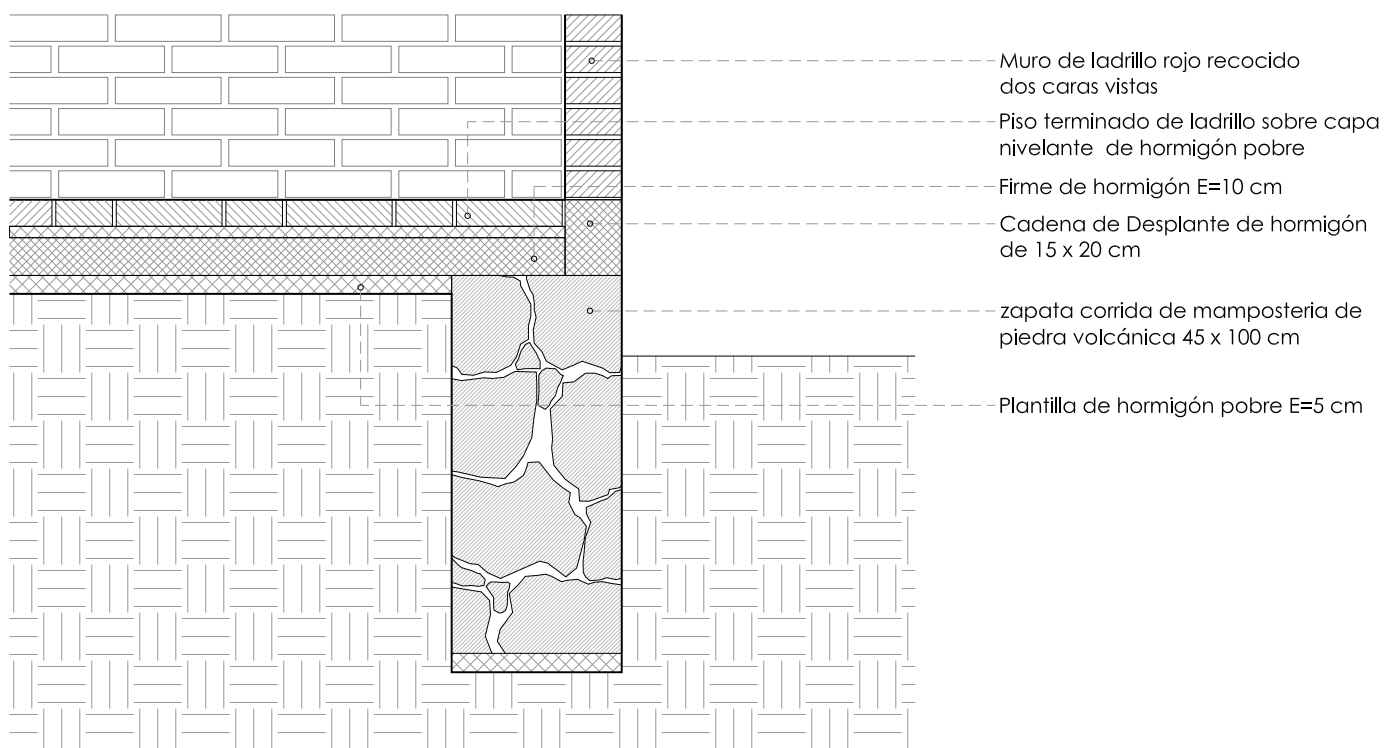 Muro de ladrillo rojo recocido
dos caras vistas
Piso terminado de ladrillo sobre capa
nivelante de hormigón pobre
Firme de hormigón E=10 cm
Cadena de Desplante de hormigón
de 15 x 20 cm
zapata corrida de mamposteria de
piedra volcánica 45 x 100 cm
Plantilla de hormigón pobre E=5 cm